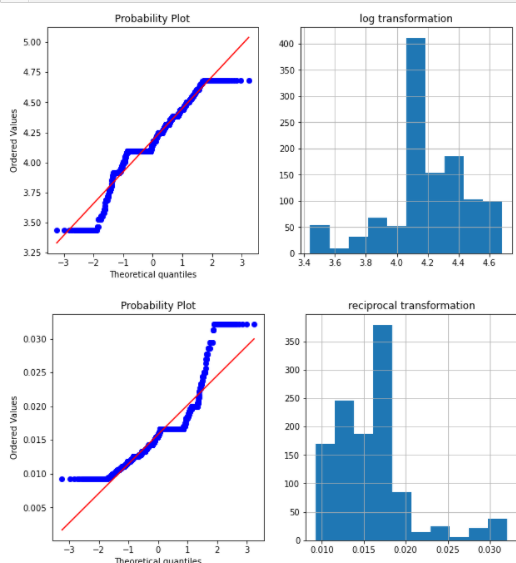 Probability Plot
Ordered Values
5.00
4.75
4.50
4.25
4.00
3.75
3.50
3.25
−3 −2 −1 0 1 2 3
Theoretical quantiles
log transformation
400
350
300
250
200
150
100
50
0
3.4 3.6 3.8 4.0 4.2 4.4 4.6
Probability Plot
Ordered Values
0.030
0.025
0.020
0.015
0.010
0.005
−3 −2 −1 0 1 2 3
Theoretical quantiles
reciprocal transformation
350
300
250
200
150
100
50
0
0.010 0.015 0.020 0.025 0.030